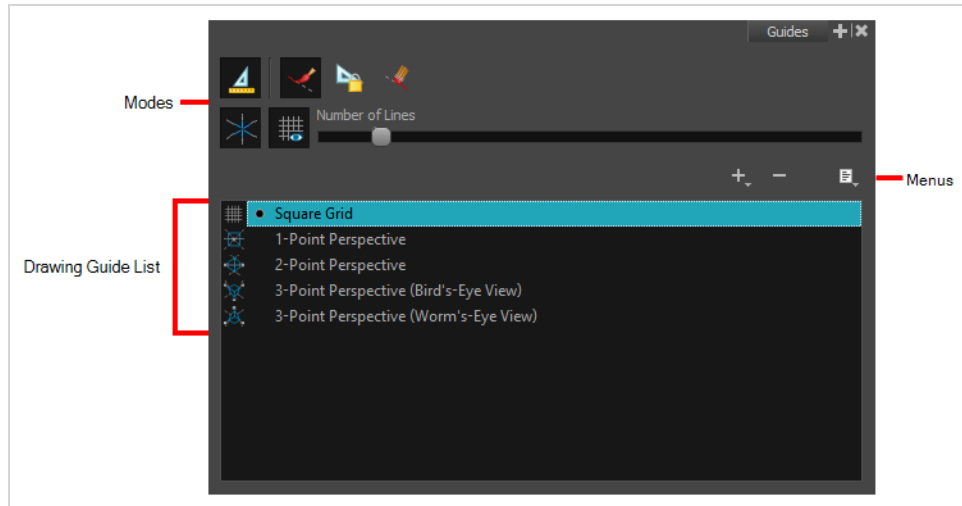 Guides
Modes
Number of Lines
Menus
Drawing Guide List
Square Grid
1-Point Perspective
2-Point Perspective
3-Point Perspective (Bird's-Eye View)
3-Point Perspective (Worm's-Eye View)